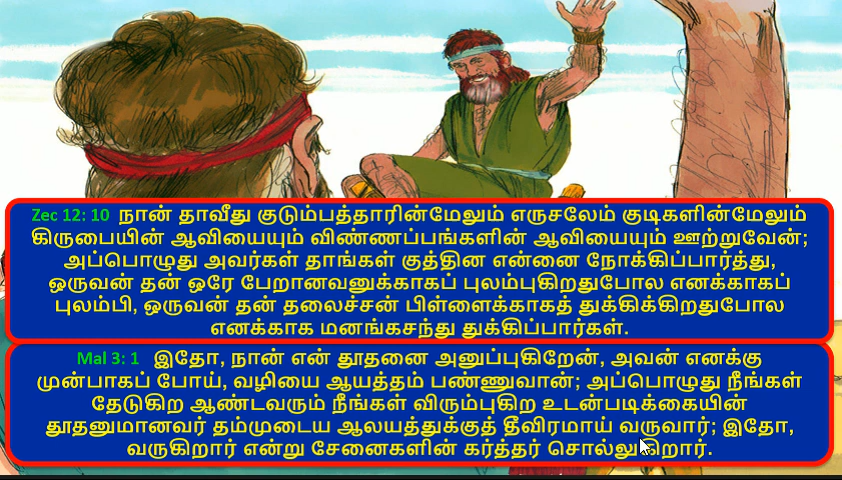 Zec 12: 10 நான் தாவீது குடும்பத்தாரின்மேலும் எருசலேம் குடிகளின்மேலும்
கிருபையின் ஆவியையும் விண்ணப்பங்களின் ஆவியையும் ஊற்றுவேன்;
அப்பொழுது அவர்கள் தாங்கள் குத்தின என்னை நோக்கிப்பார்த்து,
ஒருவன் தன் ஒரே பேறானவனுக்காகப் புலம்புகிறதுபோல எனக்காகப்
புலம்பி, ஒருவன் தன் தலைச்சன் பிள்ளைக்காகத் துக்கிக்கிறதுபோல
எனக்காக மனங்கசந்து துக்கிப்பார்கள்.
Mal 3: 1 இதோ, நான் என் தூதனை அனுப்புகிறேன், அவன் எனக்கு
முன்பாகப் போய், வழியை ஆயத்தம் பண்ணுவான்; அப்பொழுது நீங்கள்
தேடுகிற ஆண்டவரும் நீங்கள் விரும்புகிற உடன்படிக்கையின்
தூதனுமானவர் தம்முடைய ஆலயத்துக்குத் தீவிரமாய் வருவார்; இதோ,
வருகிறார் என்று சேனைகளின் கர்த்தர் சொல்லுகிறார்.